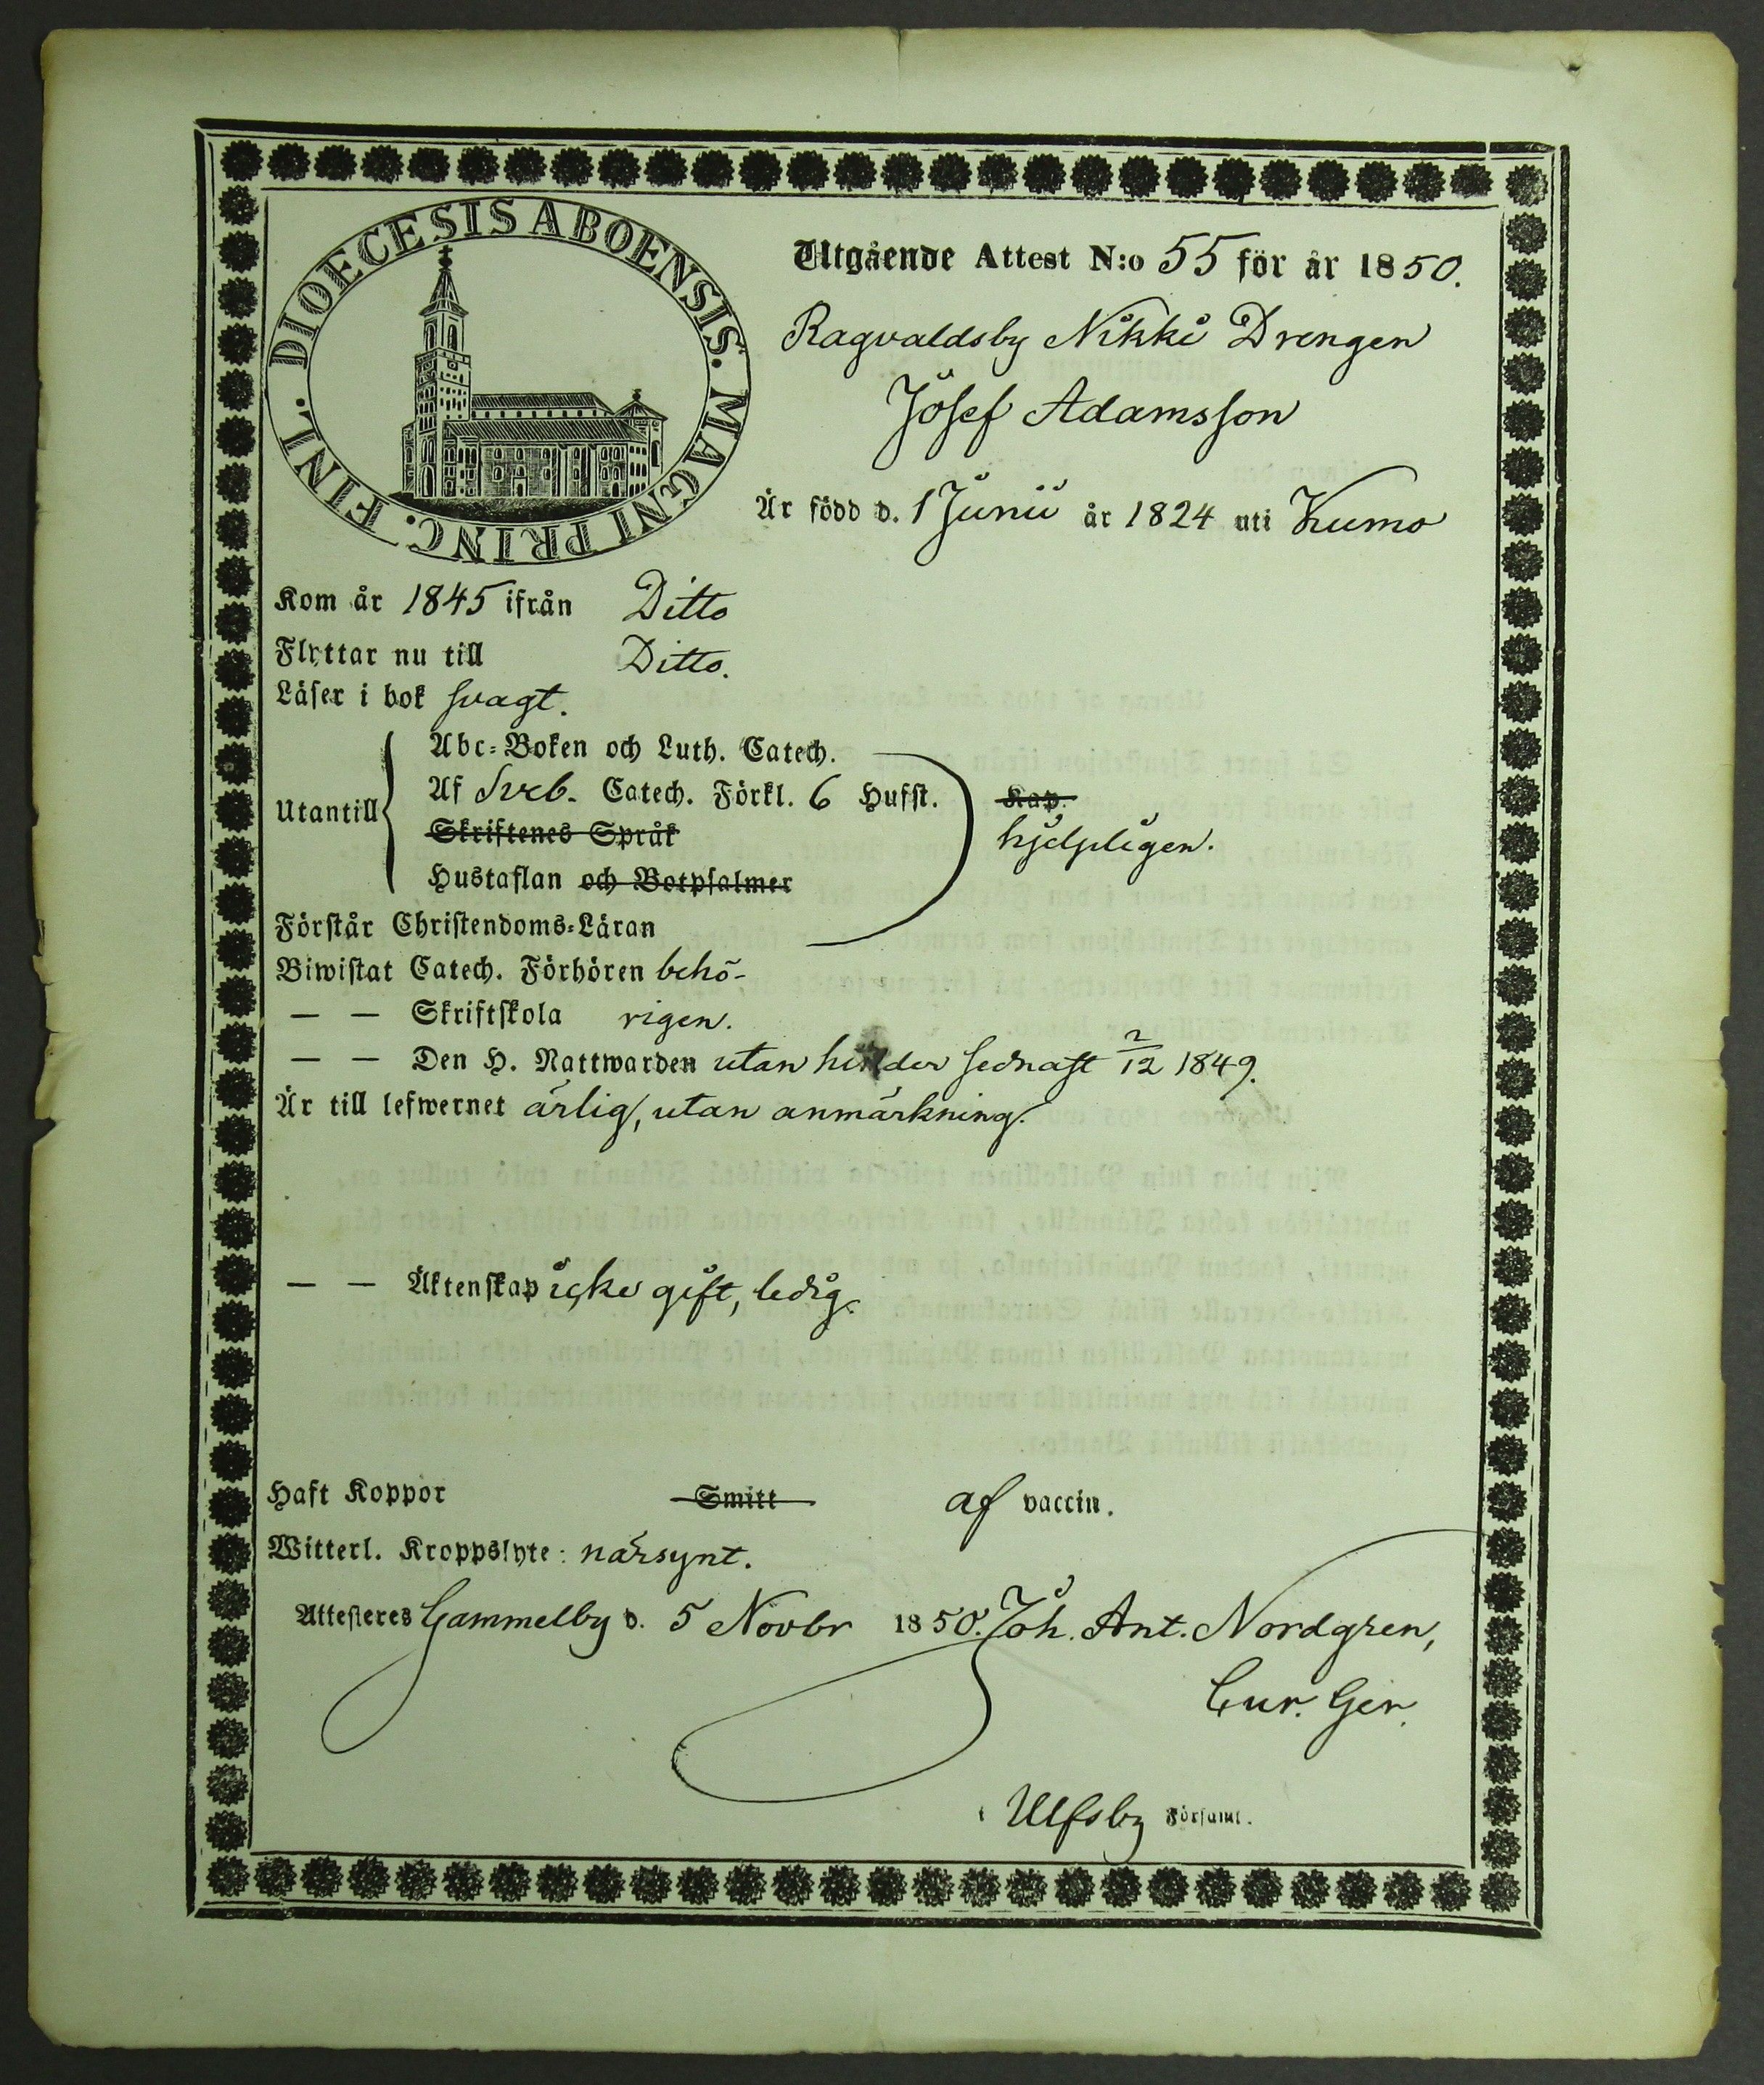 DIOECESIS ABOENSIS. MAGNI PRINC. FINL.
Utgående Attest N:o 55 för år 1850.
Ragvaldsby Nikki Drengen
Josef Adamsson
Är född d. 1 Junii år 1824 uti Kumo
Kom år 1845 ifrån Ditto
Flyttar nu till Ditto.
Läser i bok svagt.
Utantill
Abc-Boken och Luth. Catech.
Af Sveb. Catech. Förkl. 6 Hufst. Kap.
Skriftenes Språk hjelpligen.
Hustaflan och Botpsalmer
Förstår Christendoms-Läran
Biwistat Catech. Förhören behö-
— — Skriftskola rigen.
— — Den H. Nattwarden utan hinder sednast 2/12 1849.
Är till lefwernet ärlig, utan anmärkning.
— — Äktenskap icke gift, ledig.
Haft Koppor Smitt af vaccin.
Witterl. Kroppslyte: närsynt.
Attesteres Gammelby d. 5 Novbr 1850. Joh. Ant. Nordgren,
Cur. Ger.
i Ulfsby Församl.